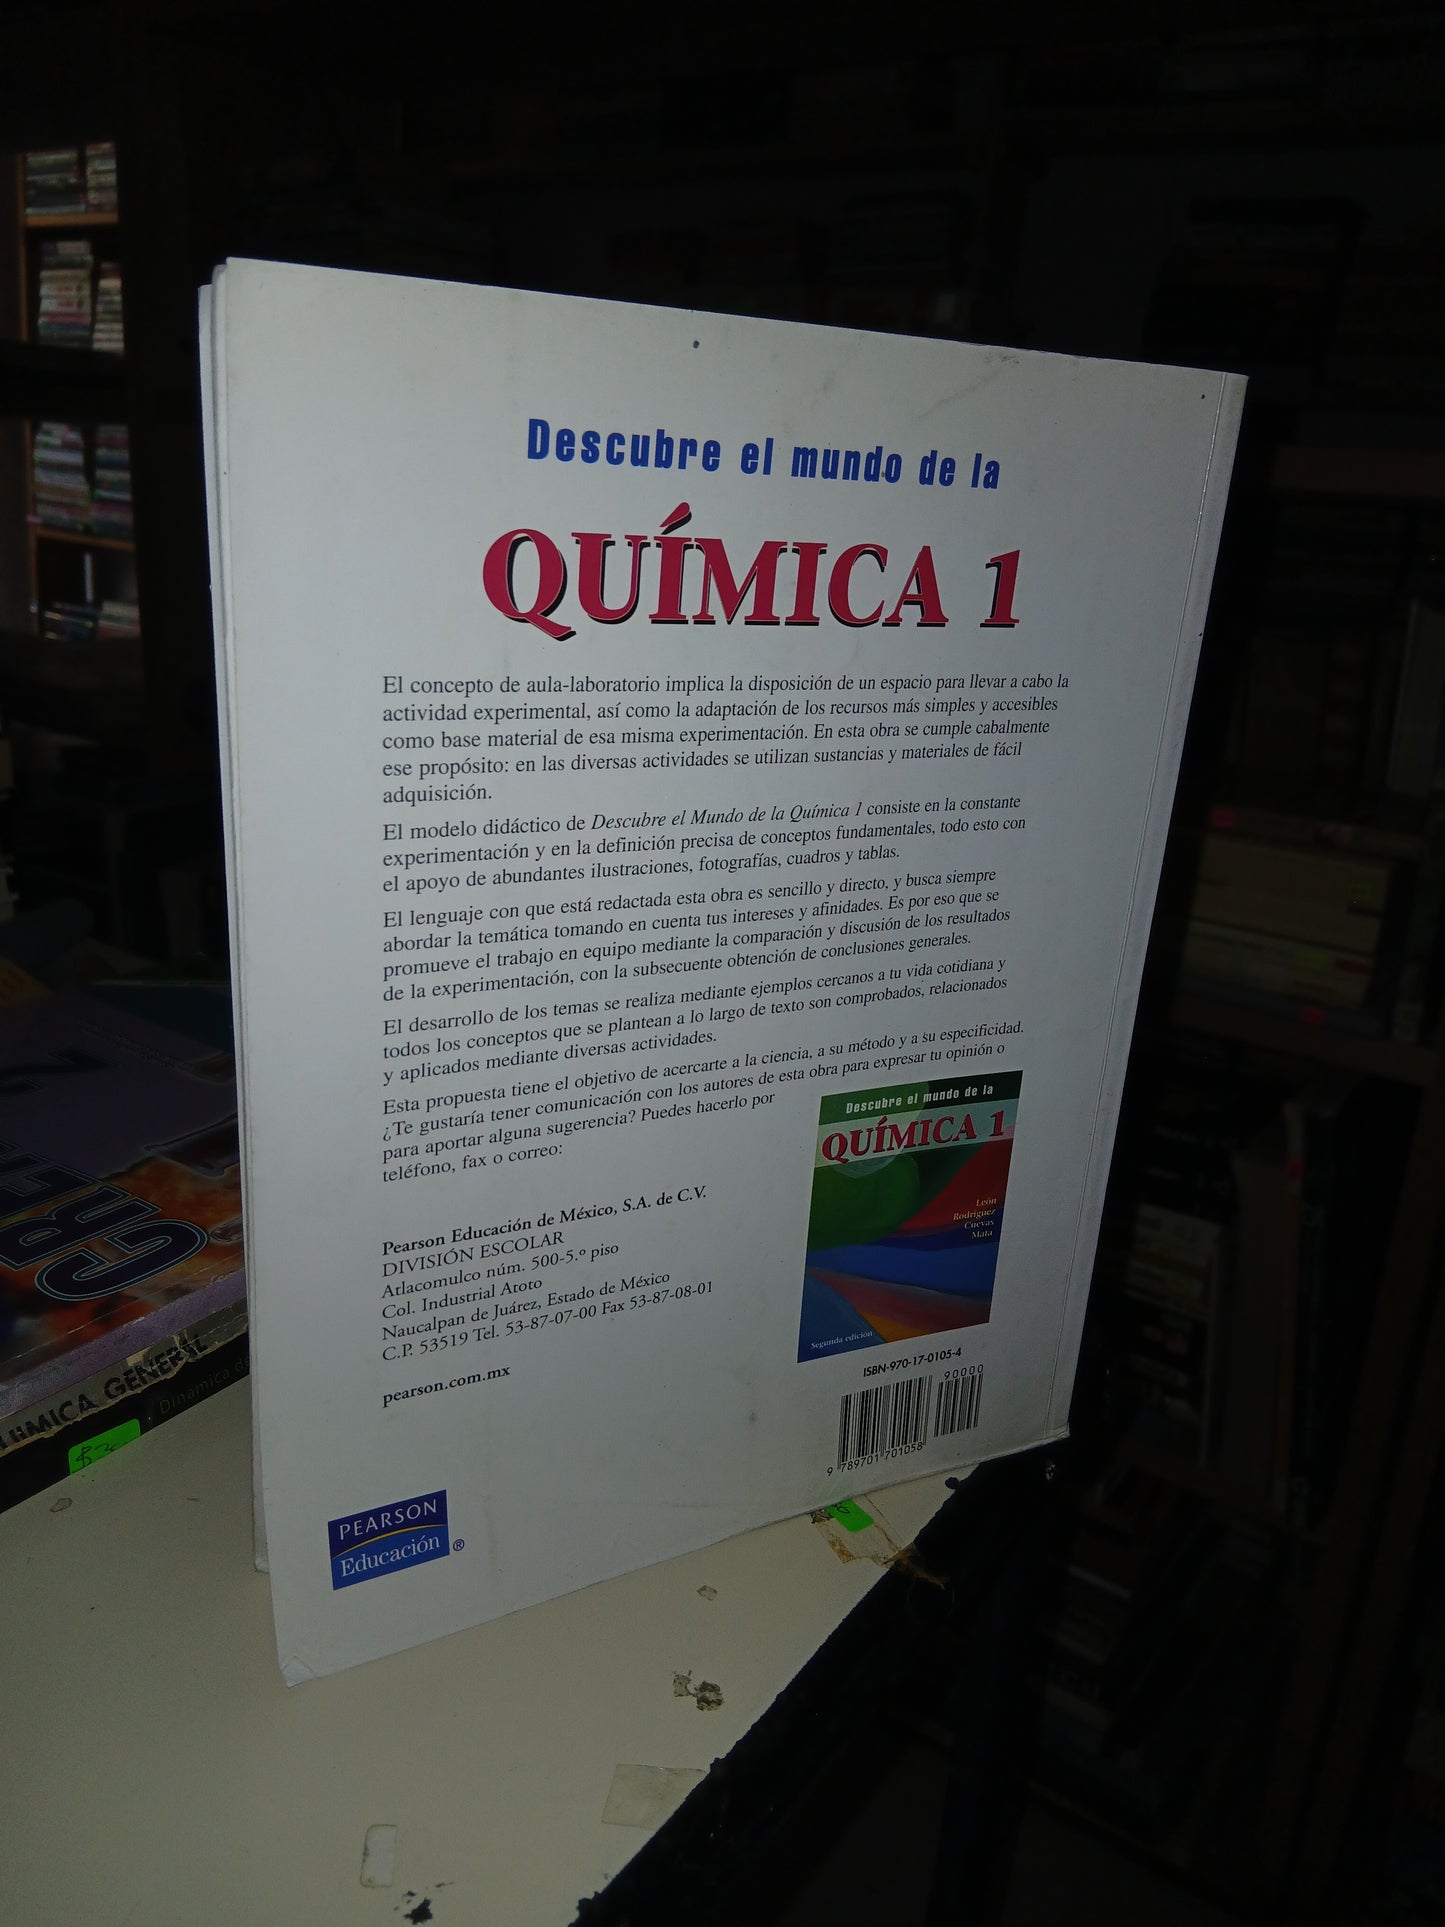 Descubre el mundo de la
QUÍMICA 1
El concepto de aula-laboratorio implica la disposición de un espacio para llevar a cabo la
actividad experimental, así como la adaptación de los recursos más simples y accesibles
como base material de esa misma experimentación. En esta obra se cumple cabalmente
ese propósito: en las diversas actividades se utilizan sustancias y materiales de fácil
adquisición.
El modelo didáctico de Descubre el Mundo de la Química 1 consiste en la constante
experimentación y en la definición precisa de conceptos fundamentales, todo esto con
el apoyo de abundantes ilustraciones, fotografías, cuadros y tablas.
El lenguaje con que está redactada esta obra es sencillo y directo, y busca siempre
abordar la temática tomando en cuenta tus intereses y afinidades. Es por eso que se
promueve el trabajo en equipo mediante la comparación y discusión de los resultados
de la experimentación, con la subsecuente obtención de conclusiones generales.
El desarrollo de los temas se realiza mediante ejemplos cercanos a tu vida cotidiana y
todos los conceptos que se plantean a lo largo de texto son comprobados, relacionados
y aplicados mediante diversas actividades.
Esta propuesta tiene el objetivo de acercarte a la ciencia, a su método y a su especificidad.
¿Te gustaría tener comunicación con los autores de esta obra para expresar tu opinión o
para aportar alguna sugerencia? Puedes hacerlo por
teléfono, fax o correo:
Pearson Educación de México, S.A. de C.V.
DIVISIÓN ESCOLAR
Atlacomulco núm. 500-5.º piso
Col. Industrial Atoto
Naucalpan de Juárez, Estado de México
C.P. 53519 Tel. 53-87-07-00 Fax 53-87-08-01
pearson.com.mx
Descubre el mundo de la
QUÍMICA 1
León
Rodríguez
Cuevas
Mata
Segunda edición
ISBN-970-17-0105-4
90000
9 789701 701058
PEARSON
Educación ®
QUÍMICA GENERAL
Dinámica de